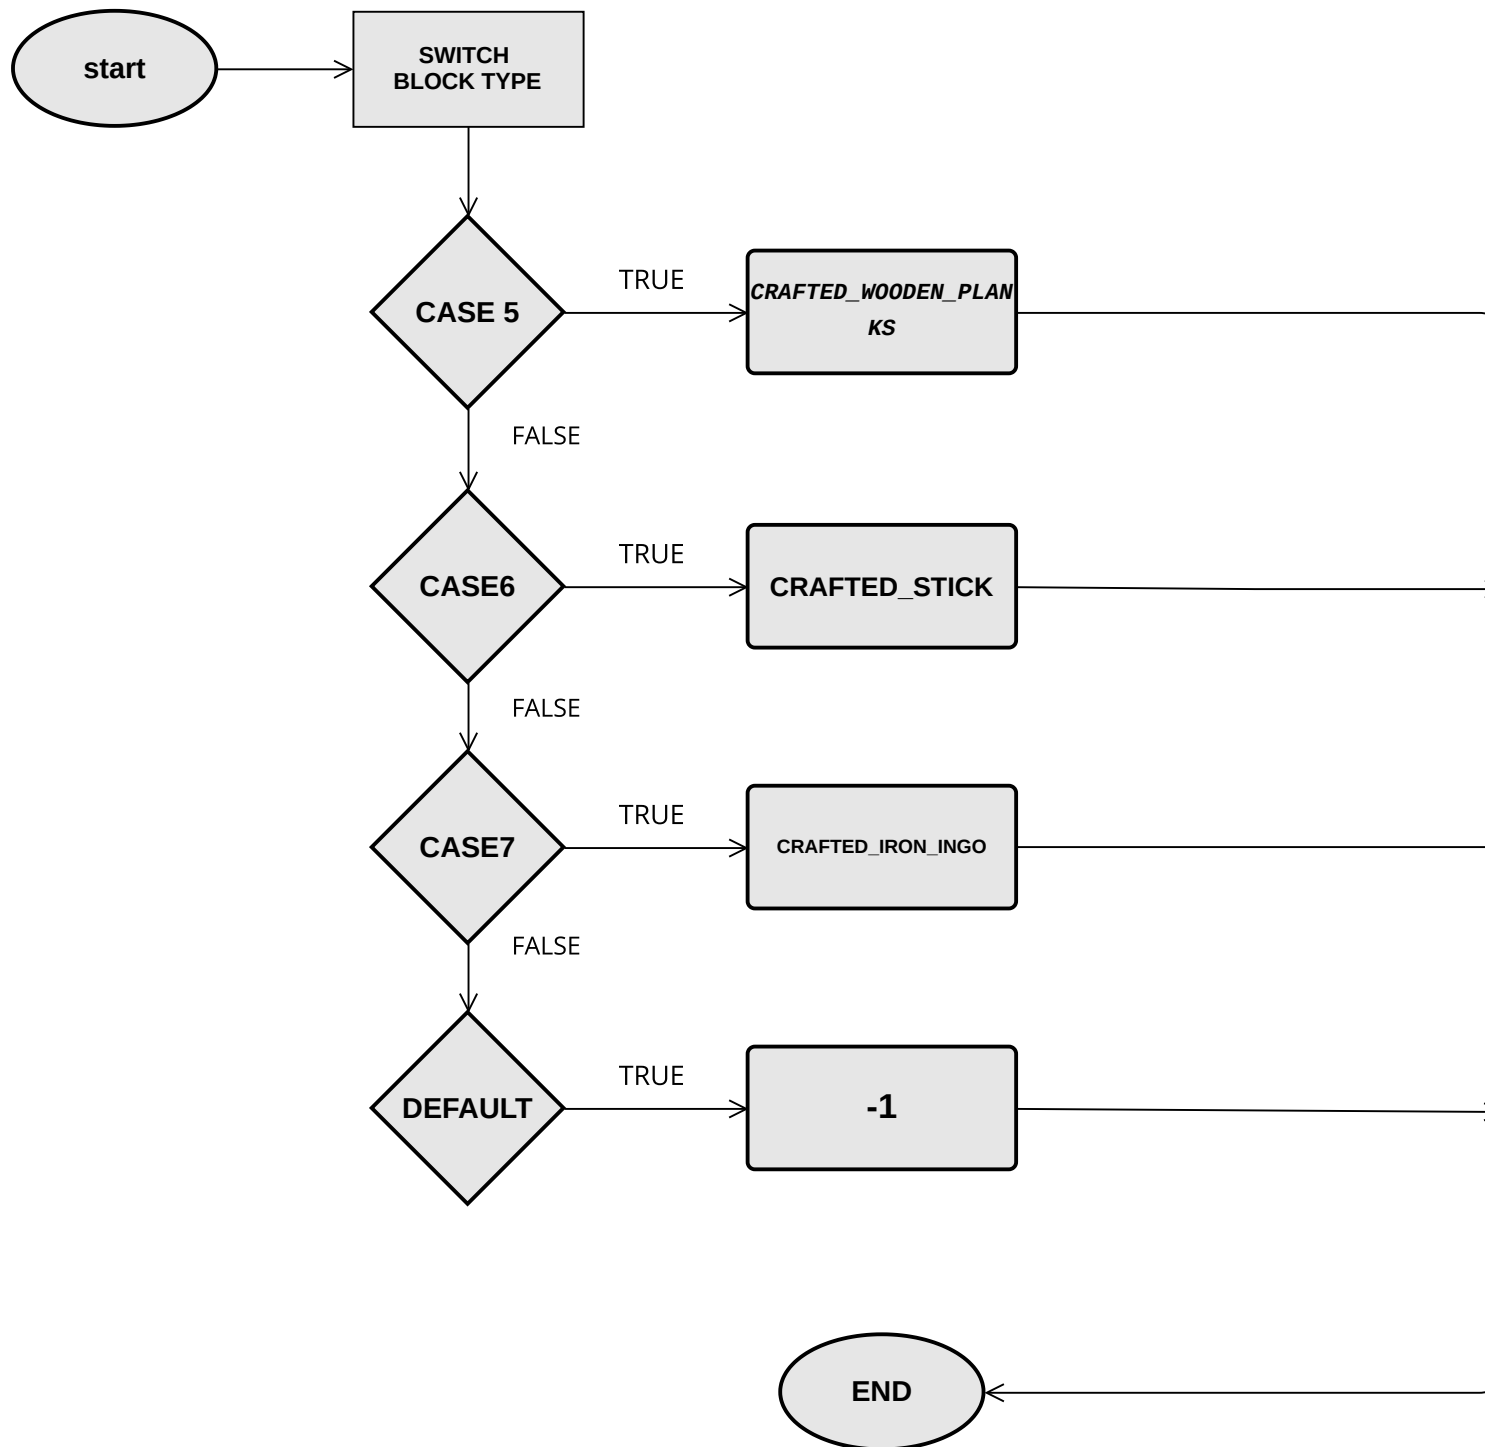 start
SWITCH
BLOCK TYPE
CASE 5
TRUE
CRAFTED_WOODEN_PLAN
KS
FALSE
CASE6
TRUE
CRAFTED_STICK
FALSE
CASE7
TRUE
CRAFTED_IRON_INGO
FALSE
DEFAULT
TRUE
-1
END